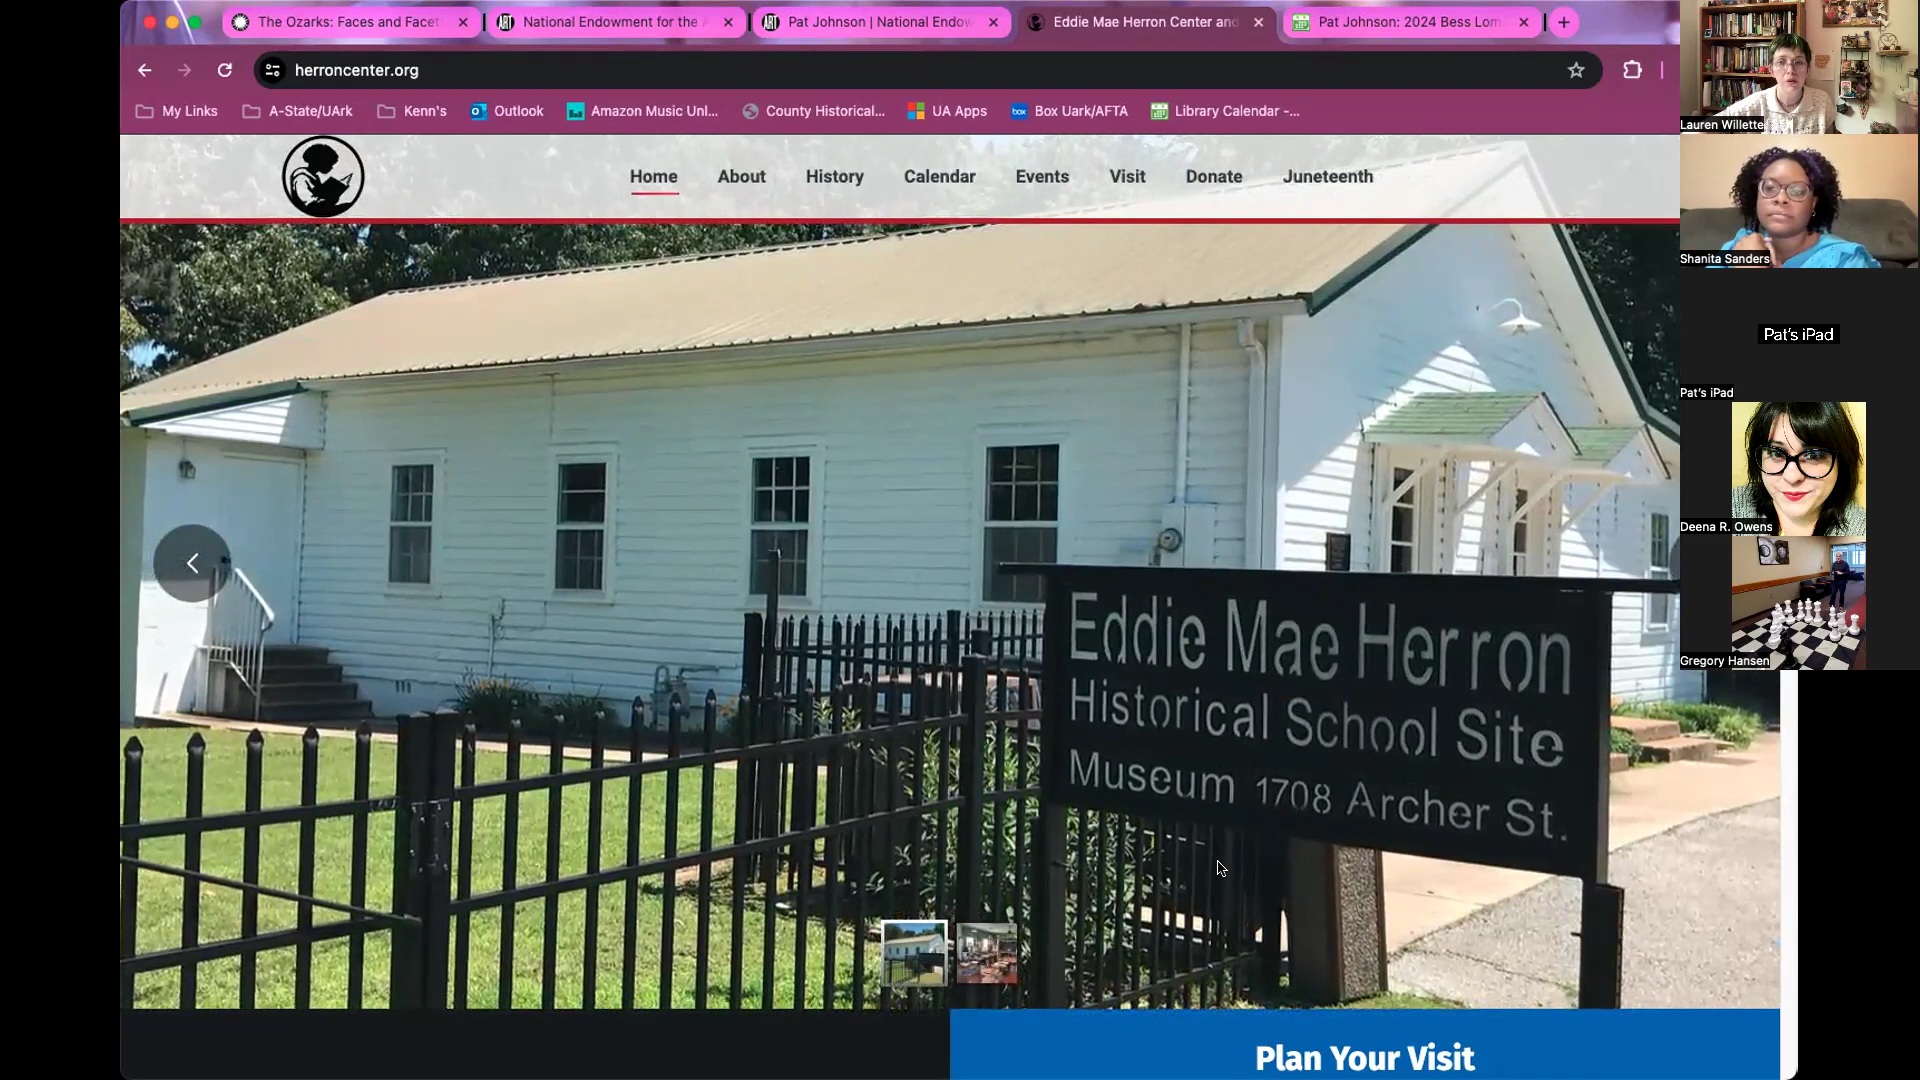 The Ozarks: Faces and Facet
National Endowment for the A
Pat Johnson | National Endow
Eddie Mae Herron Center and
Pat Johnson: 2024 Bess Lom
herroncenter.org
My Links
A-State/UArk
Kenn's
Outlook
Amazon Music Unl...
County Historical...
UA Apps
Box Uark/AFTA
Library Calendar -...
Home
About
History
Calendar
Events
Visit
Donate
Juneteenth
Eddie Mae Herron
Historical School Site
Museum 1708 Archer St.
Plan Your Visit
Lauren Willette
Shanita Sanders
Pat's iPad
Pat's iPad
Deena R. Owens
Gregory Hansen